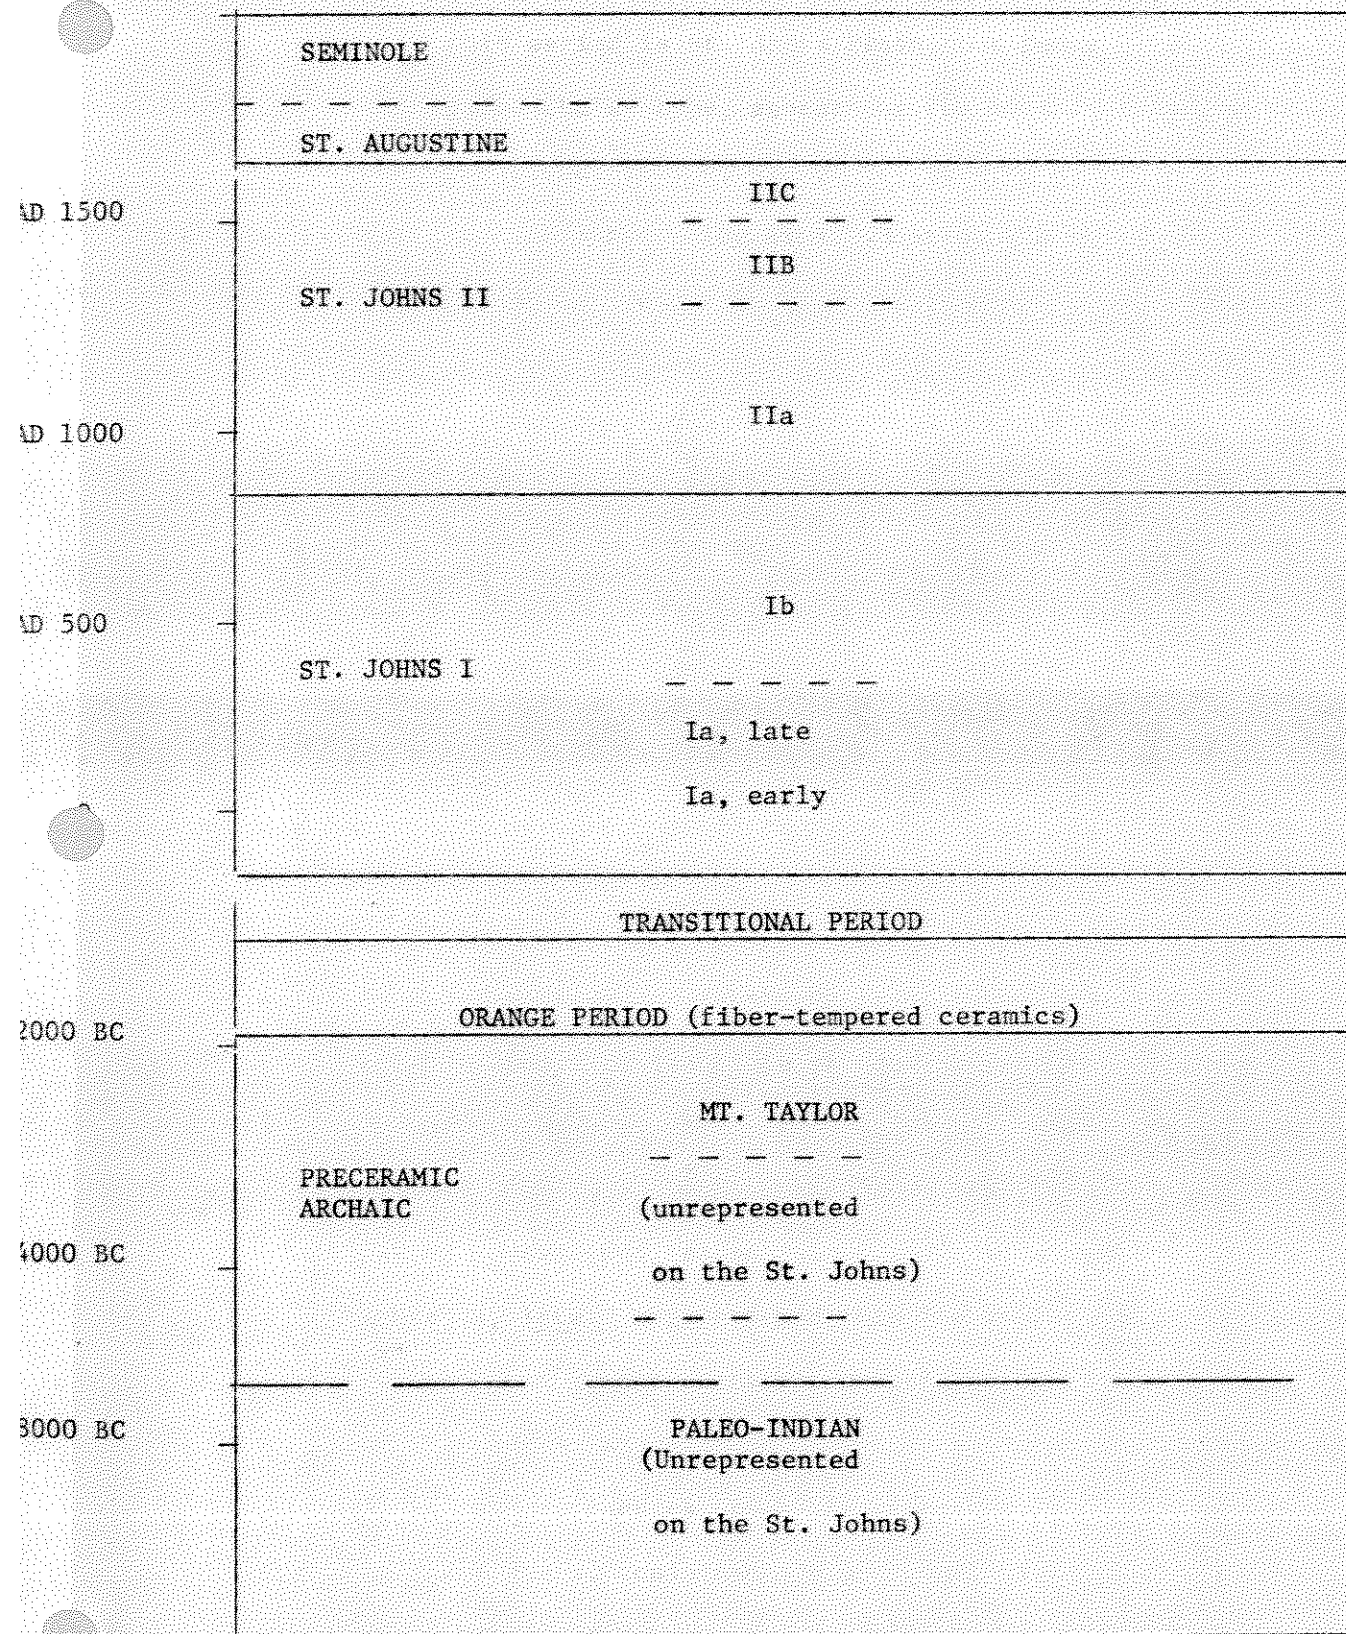 SEMINOLE
ST. AUGUSTINE
IIC
AD 1500
IIB
ST. JOHNS II
IIa
AD 1000
Ib
AD 500
ST. JOHNS I
Ia, late
Ia, early
TRANSITIONAL PERIOD
ORANGE PERIOD (fiber-tempered ceramics)
2000 BC
MT. TAYLOR
PRECERAMIC
ARCHAIC (unrepresented
4000 BC
on the St. Johns)
PALEO-INDIAN
BC
(Unrepresented
on the St. Johns)